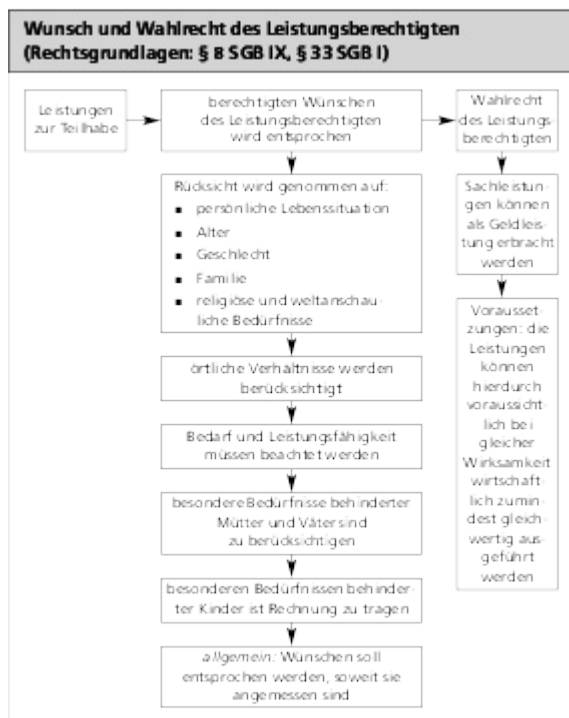 Wunsch und Wahlrecht des Leistungsberechtigten
(Rechtsgrundlagen: § 8 SGB IX, § 33 SGB I)
Leistungen
zur Teilhabe
berechtigten Wünschen
des Leistungsberechtigten
wird entsprochen
Wahlrecht
des Leistungs-
berechtigten
Rücksicht wird genommen auf:
■ persönliche Lebenssituation
■ Alter
■ Geschlecht
■ Familie
■ religiöse und weltanschau-
liche Bedürfnisse
örtliche Verhältnisse werden
berücksichtigt
Bedarf und Leistungsfähigkeit
müssen beachtet werden
besondere Bedürfnisse behinderter
Mütter und Väter sind
zu berücksichtigen
besonderen Bedürfnissen behinder-
ter Kinder ist Rechnung zu tragen
allgemein: Wünschen soll
entsprochen werden, soweit sie
angemessen sind
Sachleistun-
gen können
als Geldleis-
tung erbracht
werden
Vorausset-
zungen: die
Leistungen
können
hierdurch
voraussicht-
lich bei
gleicher
Wirksamkeit
wirtschaft-
lich zumin-
dest gleich-
wertig aus-
geführt
werden